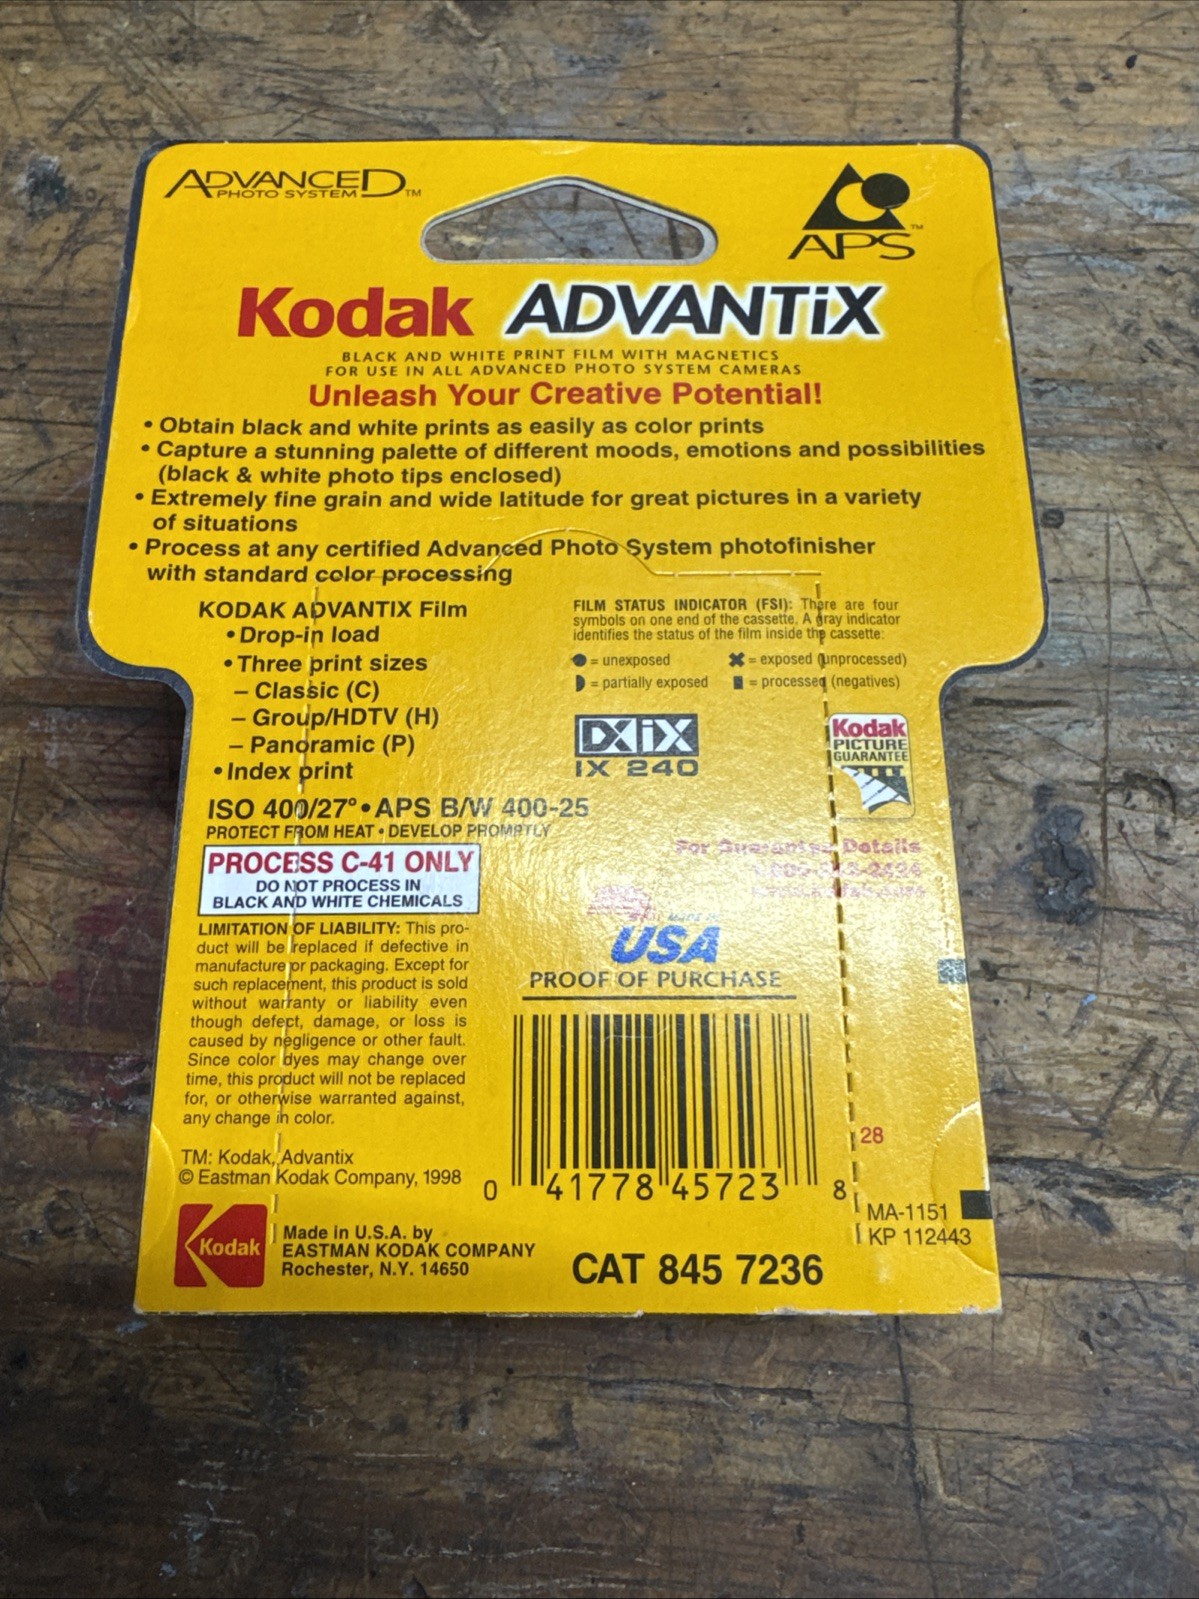 ADVANCED™
PHOTO SYSTEM
APS™
Kodak ADVANTiX
BLACK AND WHITE PRINT FILM WITH MAGNETICS
FOR USE IN ALL ADVANCED PHOTO SYSTEM CAMERAS
Unleash Your Creative Potential!
• Obtain black and white prints as easily as color prints
• Capture a stunning palette of different moods, emotions and possibilities
(black & white photo tips enclosed)
• Extremely fine grain and wide latitude for great pictures in a variety
of situations
• Process at any certified Advanced Photo System photofinisher
with standard color processing
KODAK ADVANTIX Film
• Drop-in load
• Three print sizes
– Classic (C)
– Group/HDTV (H)
– Panoramic (P)
• Index print
FILM STATUS INDICATOR (FSI): There are four
symbols on one end of the cassette. A gray indicator
identifies the status of the film inside the cassette:
= unexposed
= exposed (unprocessed)
= partially exposed
= processed (negatives)
DX iX
IX 240
Kodak
PICTURE
GUARANTEE
ISO 400/27° • APS B/W 400-25
PROTECT FROM HEAT • DEVELOP PROMPTLY
PROCESS C-41 ONLY
DO NOT PROCESS IN
BLACK AND WHITE CHEMICALS
For Guarantee Details
MADE IN
USA
PROOF OF PURCHASE
LIMITATION OF LIABILITY: This pro-
duct will be replaced if defective in
manufacture or packaging. Except for
such replacement, this product is sold
without warranty or liability even
though defect, damage, or loss is
caused by negligence or other fault.
Since color dyes may change over
time, this product will not be replaced
for, or otherwise warranted against,
any change in color.
TM: Kodak, Advantix
© Eastman Kodak Company, 1998
0 41778 45723 8
28
MA-1151
KP 112443
Kodak
Made in U.S.A. by
EASTMAN KODAK COMPANY
Rochester, N.Y. 14650
CAT 845 7236